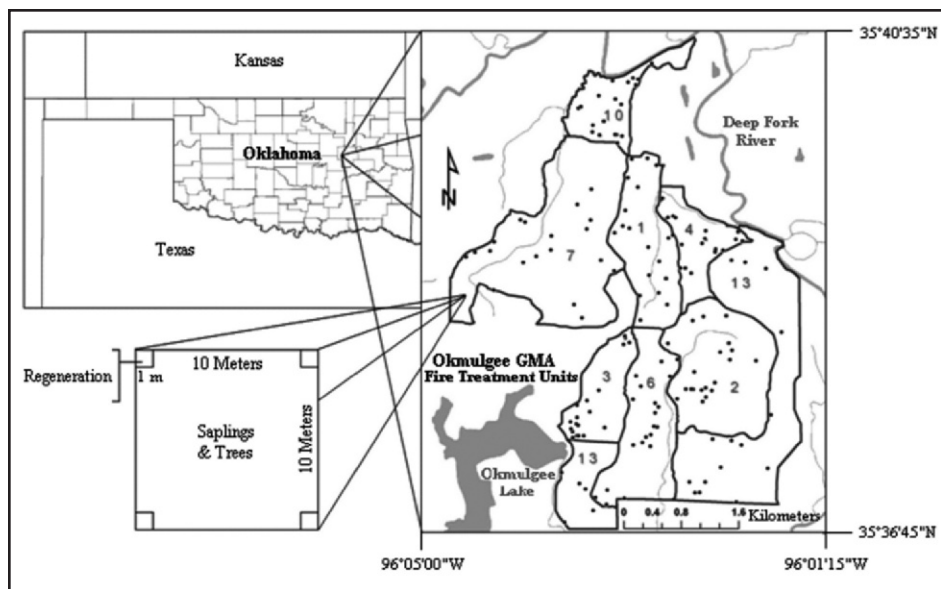 Kansas
Oklahoma
Texas
35°40'35"N
Deep Fork
River
N
10
1
4
7
13
3
6
2
13
Okmulgee GMA
Fire Treatment Units
Okmulgee
Lake
0 0.4 0.8 1.6
Kilometers
35°36'45"N
96°05'00"W
96°01'15"W
Regeneration
1 m
10 Meters
10 Meters
Saplings
& Trees